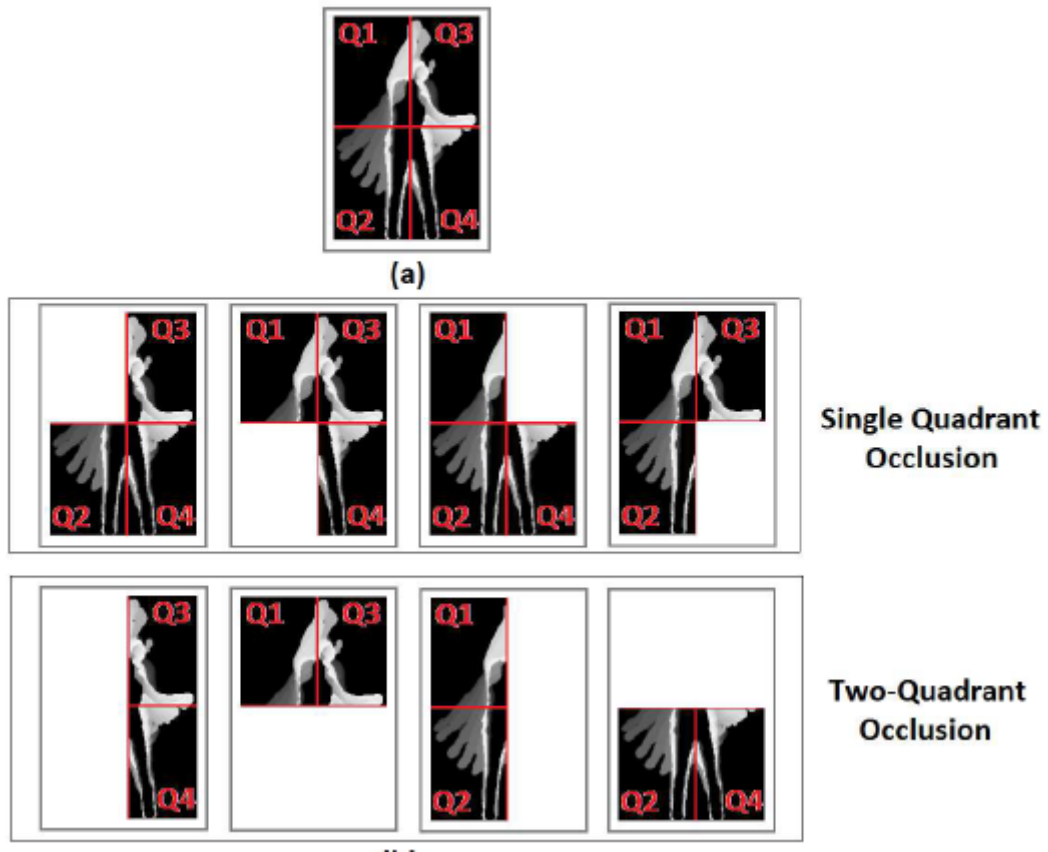 Q1 Q3
Q2 Q4
(a)
Q3
Q2 Q4
Q1 Q3
Q4
Q1
Q2 Q4
Q1 Q3
Q2
Single Quadrant
Occlusion
Q3
Q4
Q1 Q3
Q1
Q2
Q2 Q4
Two-Quadrant
Occlusion